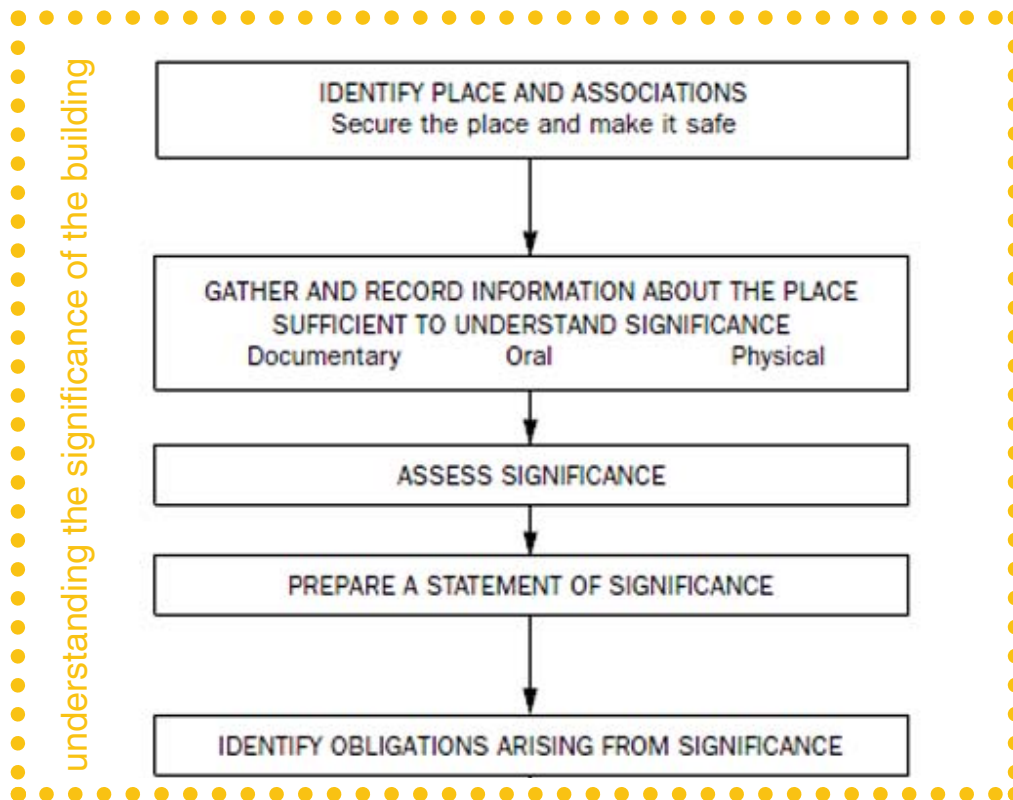 understanding the significance of the building
IDENTIFY PLACE AND ASSOCIATIONS
Secure the place and make it safe
GATHER AND RECORD INFORMATION ABOUT THE PLACE
SUFFICIENT TO UNDERSTAND SIGNIFICANCE
Documentary Oral Physical
ASSESS SIGNIFICANCE
PREPARE A STATEMENT OF SIGNIFICANCE
IDENTIFY OBLIGATIONS ARISING FROM SIGNIFICANCE